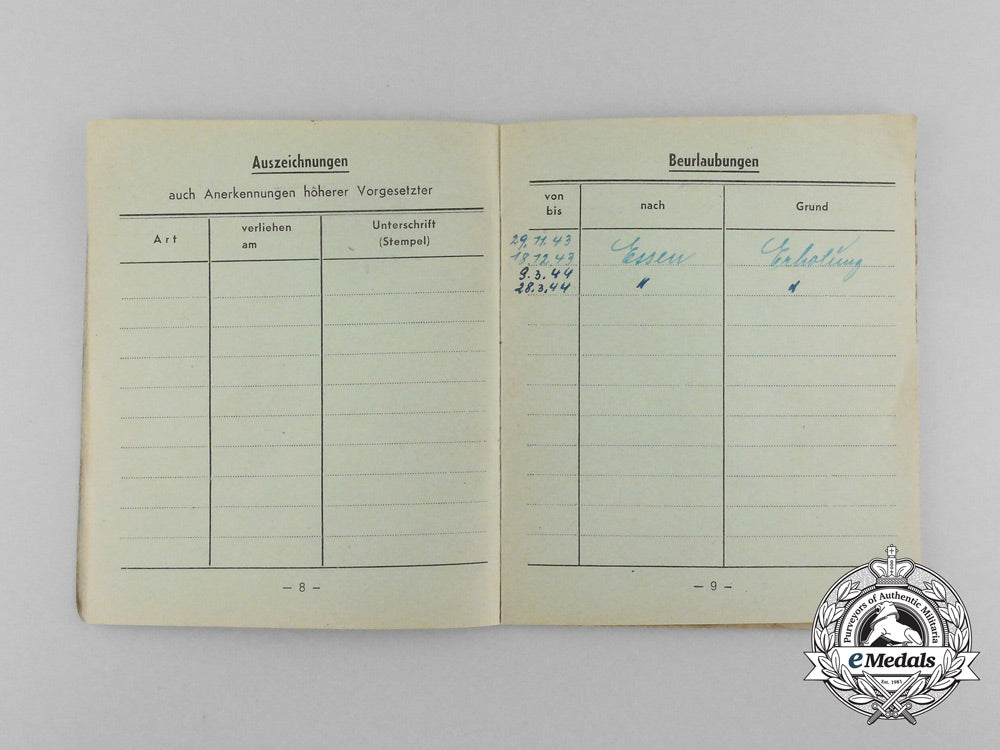 Auszeichnungen
auch Anerkennungen höherer Vorgesetzter
Art
verliehen
am
Unterschrift
(Stempel)
– 8 –
Beurlaubungen
von
bis
nach
Grund
29.11.43
18.12.43
Essen
Erholung
9.3.44
28.3.44
"
"
– 9 –
Purveyors of Authentic Militaria
eMedals
Est. 1981